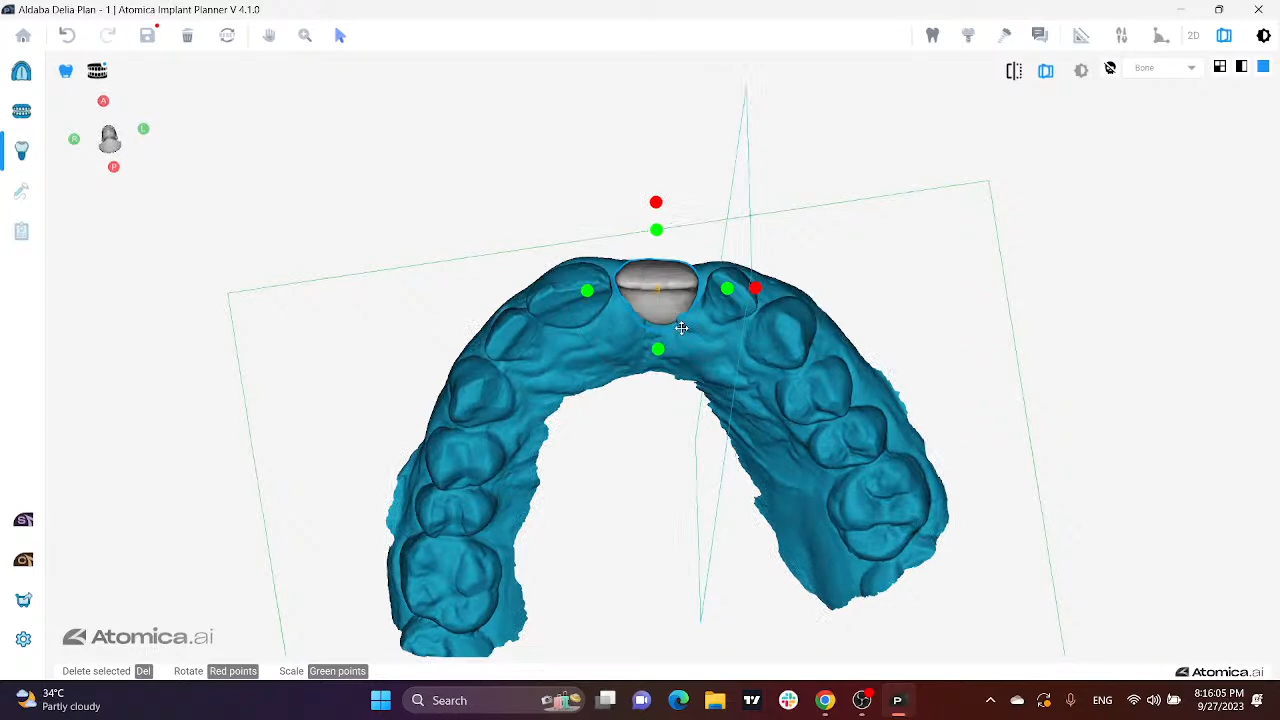 Aldaba Delia Plan - 1 | Atomica Implant Planner V 4.1.0
RESET
2D
Bone
A
R
L
P
Atomica.ai
Delete selected Del Rotate Red points Scale Green points
Atomica.ai
34°C
Partly cloudy
Search
ENG
8:16:05 PM
9/27/2023